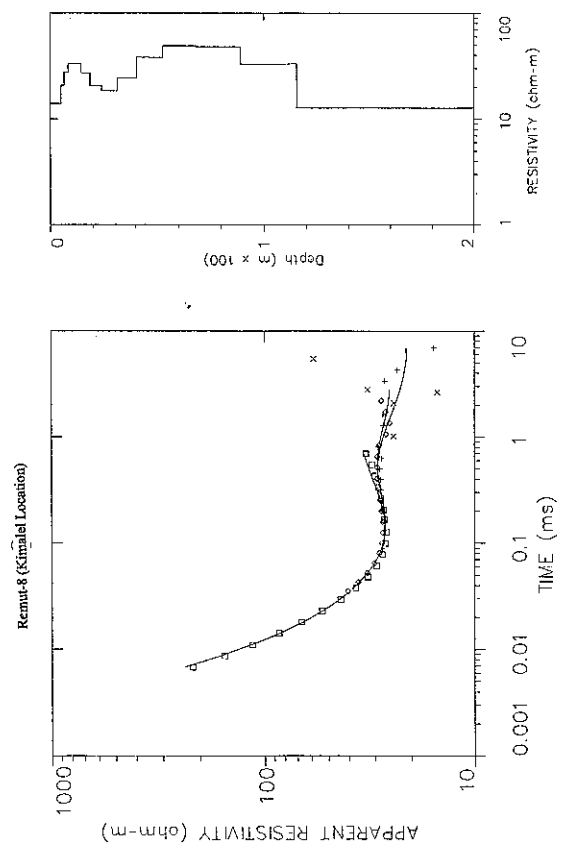 Remut-8 (Kimalel Location)
APPARENT RESISTIVITY (ohm-m)
1000
100
10
0.001
0.01
0.1
1
10
TIME (ms)
Depth (m × 100)
0
1
2
1
10
100
RESISTIVITY (ohm-m)